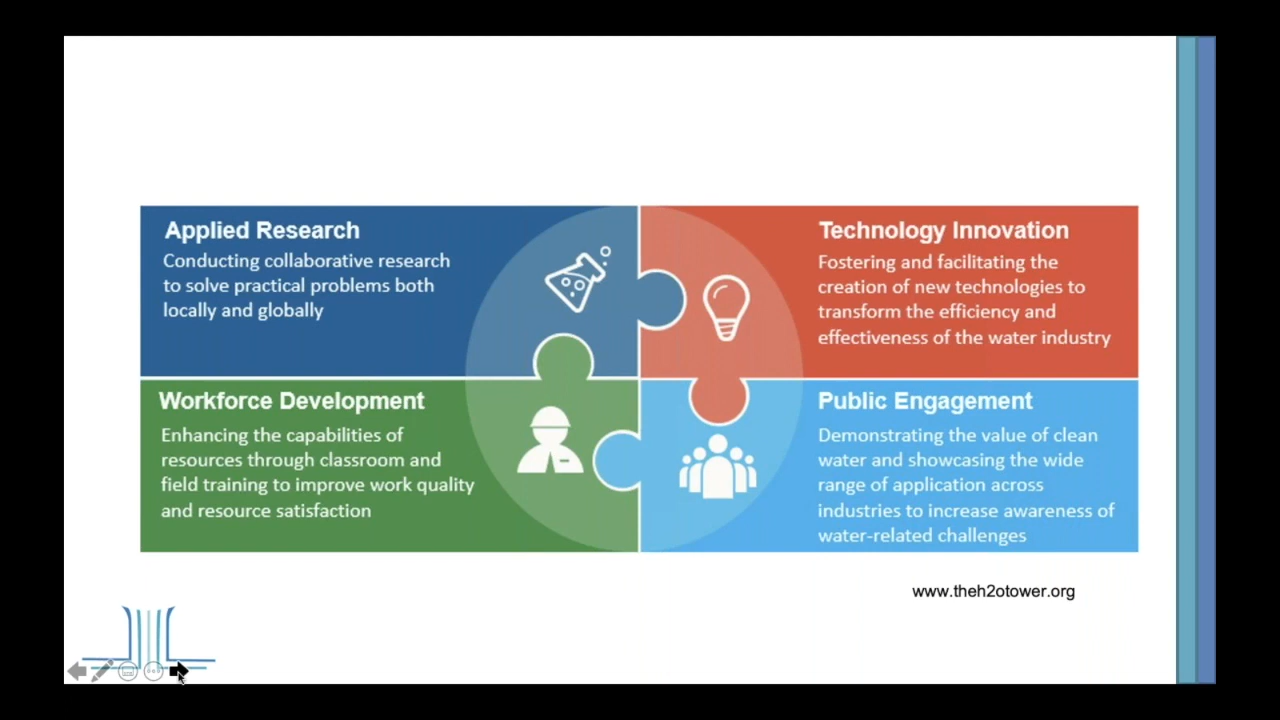 Applied Research
Conducting collaborative research
to solve practical problems both
locally and globally
Technology Innovation
Fostering and facilitating the
creation of new technologies to
transform the efficiency and
effectiveness of the water industry
Workforce Development
Enhancing the capabilities of
resources through classroom and
field training to improve work quality
and resource satisfaction
Public Engagement
Demonstrating the value of clean
water and showcasing the wide
range of application across
industries to increase awareness of
water-related challenges
www.theh2otower.org